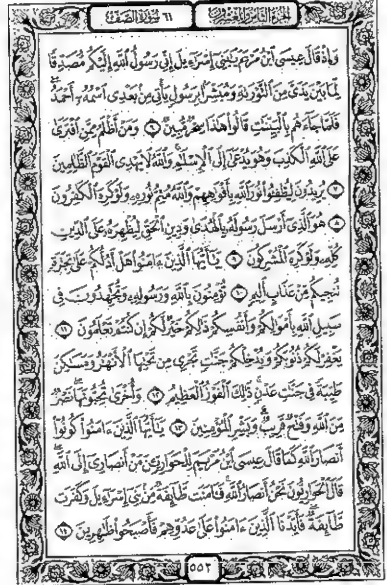 الجزء الثامن والعشرون
٦١ سورة الصف
وَإِذْ قَالَ عِيسَى ابْنُ مَرْيَمَ يَٰبَنِىٓ إِسْرَٰٓءِيلَ إِنِّى رَسُولُ ٱللَّهِ إِلَيْكُم مُّصَدِّقًا
لِّمَا بَيْنَ يَدَىَّ مِنَ ٱلتَّوْرَىٰةِ وَمُبَشِّرًۢا بِرَسُولٍ يَأْتِى مِنۢ بَعْدِى ٱسْمُهُۥٓ أَحْمَدُ
فَلَمَّا جَآءَهُم بِٱلْبَيِّنَٰتِ قَالُوا۟ هَٰذَا سِحْرٌ مُّبِينٌ ٦ وَمَنْ أَظْلَمُ مِمَّنِ ٱفْتَرَىٰ
عَلَى ٱللَّهِ ٱلْكَذِبَ وَهُوَ يُدْعَىٰٓ إِلَى ٱلْإِسْلَٰمِ وَٱللَّهُ لَا يَهْدِى ٱلْقَوْمَ ٱلظَّٰلِمِينَ
٧ يُرِيدُونَ لِيُطْفِـُٔوا۟ نُورَ ٱللَّهِ بِأَفْوَٰهِهِمْ وَٱللَّهُ مُتِمُّ نُورِهِۦ وَلَوْ كَرِهَ ٱلْكَٰفِرُونَ
٨ هُوَ ٱلَّذِىٓ أَرْسَلَ رَسُولَهُۥ بِٱلْهُدَىٰ وَدِينِ ٱلْحَقِّ لِيُظْهِرَهُۥ عَلَى ٱلدِّينِ
كُلِّهِۦ وَلَوْ كَرِهَ ٱلْمُشْرِكُونَ ٩ يَٰٓأَيُّهَا ٱلَّذِينَ ءَامَنُوا۟ هَلْ أَدُلُّكُمْ عَلَىٰ تِجَٰرَةٍ
تُنجِيكُم مِّنْ عَذَابٍ أَلِيمٍ ١٠ تُؤْمِنُونَ بِٱللَّهِ وَرَسُولِهِۦ وَتُجَٰهِدُونَ فِى
سَبِيلِ ٱللَّهِ بِأَمْوَٰلِكُمْ وَأَنفُسِكُمْ ذَٰلِكُمْ خَيْرٌ لَّكُمْ إِن كُنتُمْ تَعْلَمُونَ ١١
يَغْفِرْ لَكُمْ ذُنُوبَكُمْ وَيُدْخِلْكُمْ جَنَّٰتٍ تَجْرِى مِن تَحْتِهَا ٱلْأَنْهَٰرُ وَمَسَٰكِنَ
طَيِّبَةً فِى جَنَّٰتِ عَدْنٍ ذَٰلِكَ ٱلْفَوْزُ ٱلْعَظِيمُ ١٢ وَأُخْرَىٰ تُحِبُّونَهَا نَصْرٌ
مِّنَ ٱللَّهِ وَفَتْحٌ قَرِيبٌ وَبَشِّرِ ٱلْمُؤْمِنِينَ ١٣ يَٰٓأَيُّهَا ٱلَّذِينَ ءَامَنُوا۟ كُونُوٓا۟
أَنصَارَ ٱللَّهِ كَمَا قَالَ عِيسَى ٱبْنُ مَرْيَمَ لِلْحَوَارِيِّـۧنَ مَنْ أَنصَارِىٓ إِلَى ٱللَّهِ
قَالَ ٱلْحَوَارِيُّونَ نَحْنُ أَنصَارُ ٱللَّهِ فَـَٔامَنَت طَّآئِفَةٌ مِّنۢ بَنِىٓ إِسْرَٰٓءِيلَ وَكَفَرَت
طَّآئِفَةٌ فَأَيَّدْنَا ٱلَّذِينَ ءَامَنُوا۟ عَلَىٰ عَدُوِّهِمْ فَأَصْبَحُوا۟ ظَٰهِرِينَ ١٤
٥٥٢